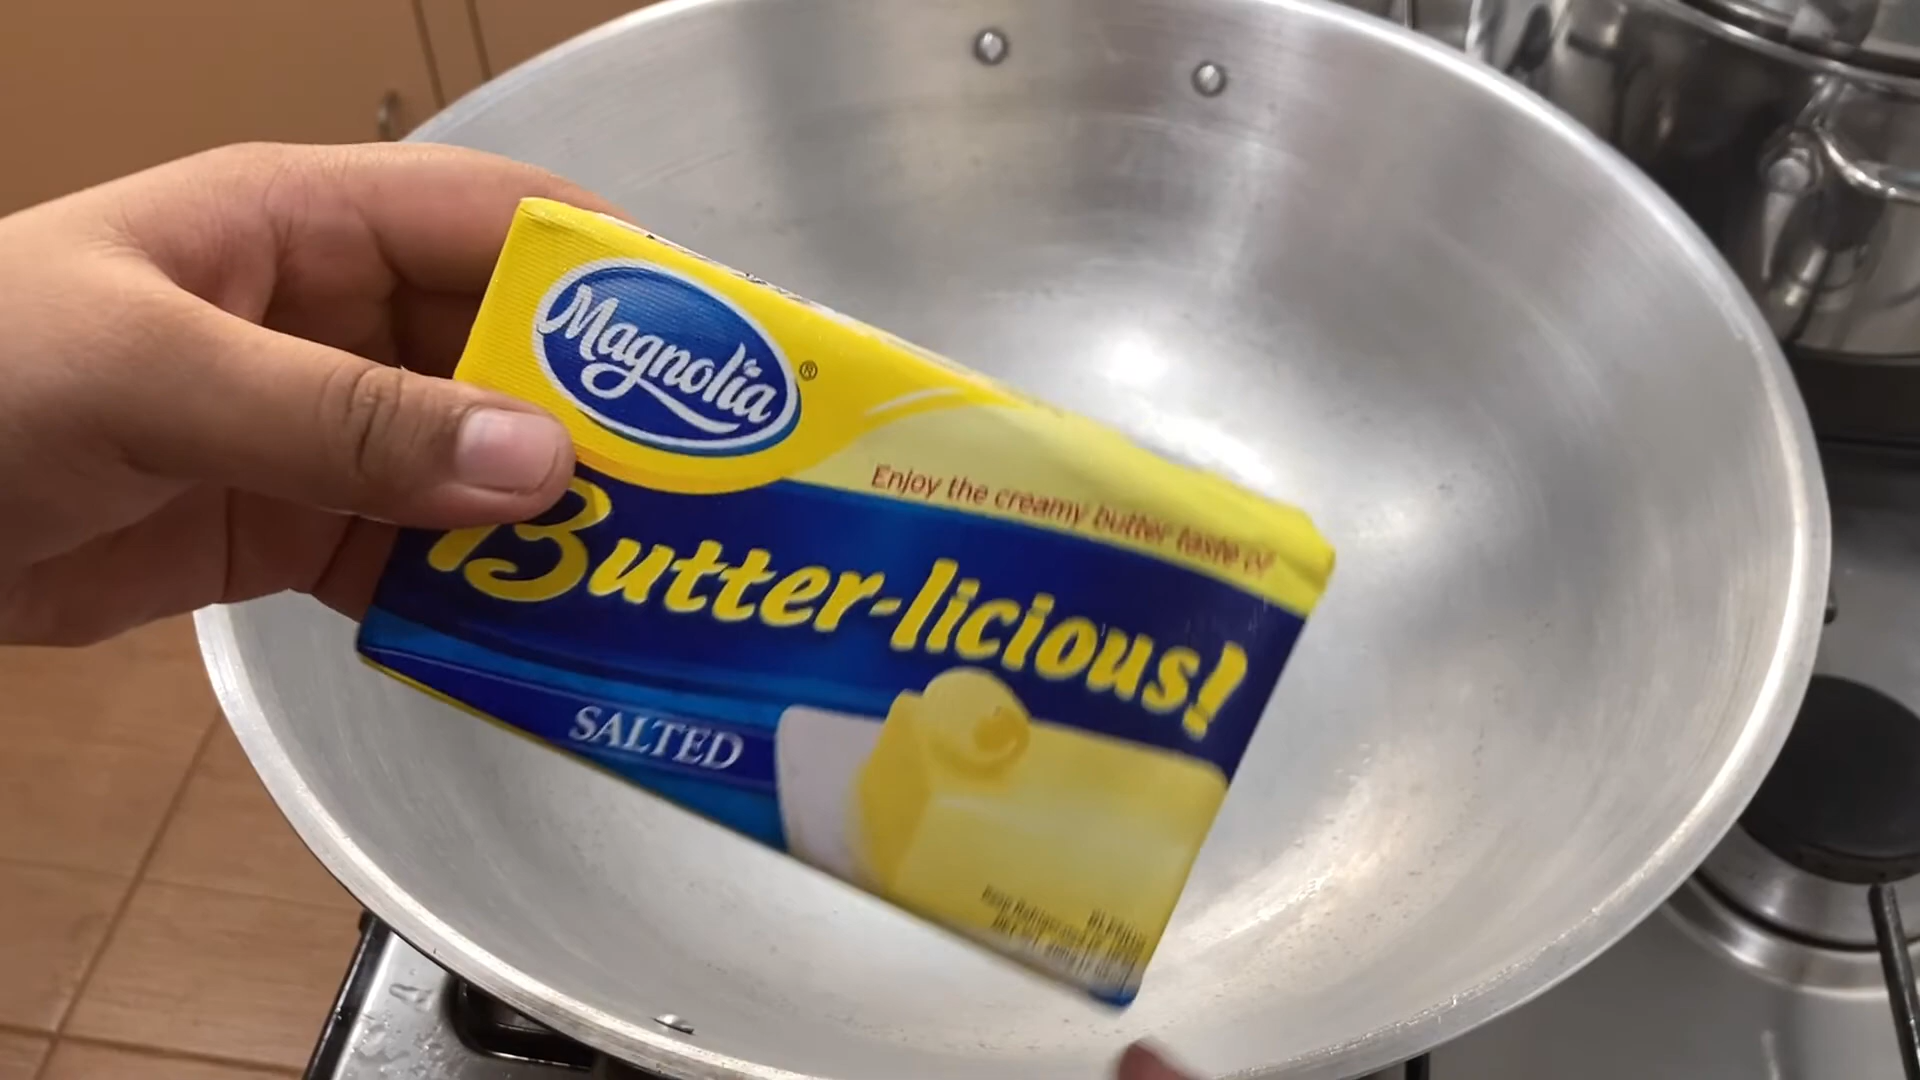 Magnolia®
Enjoy the creamy butter taste of
Butter-licious!
SALTED